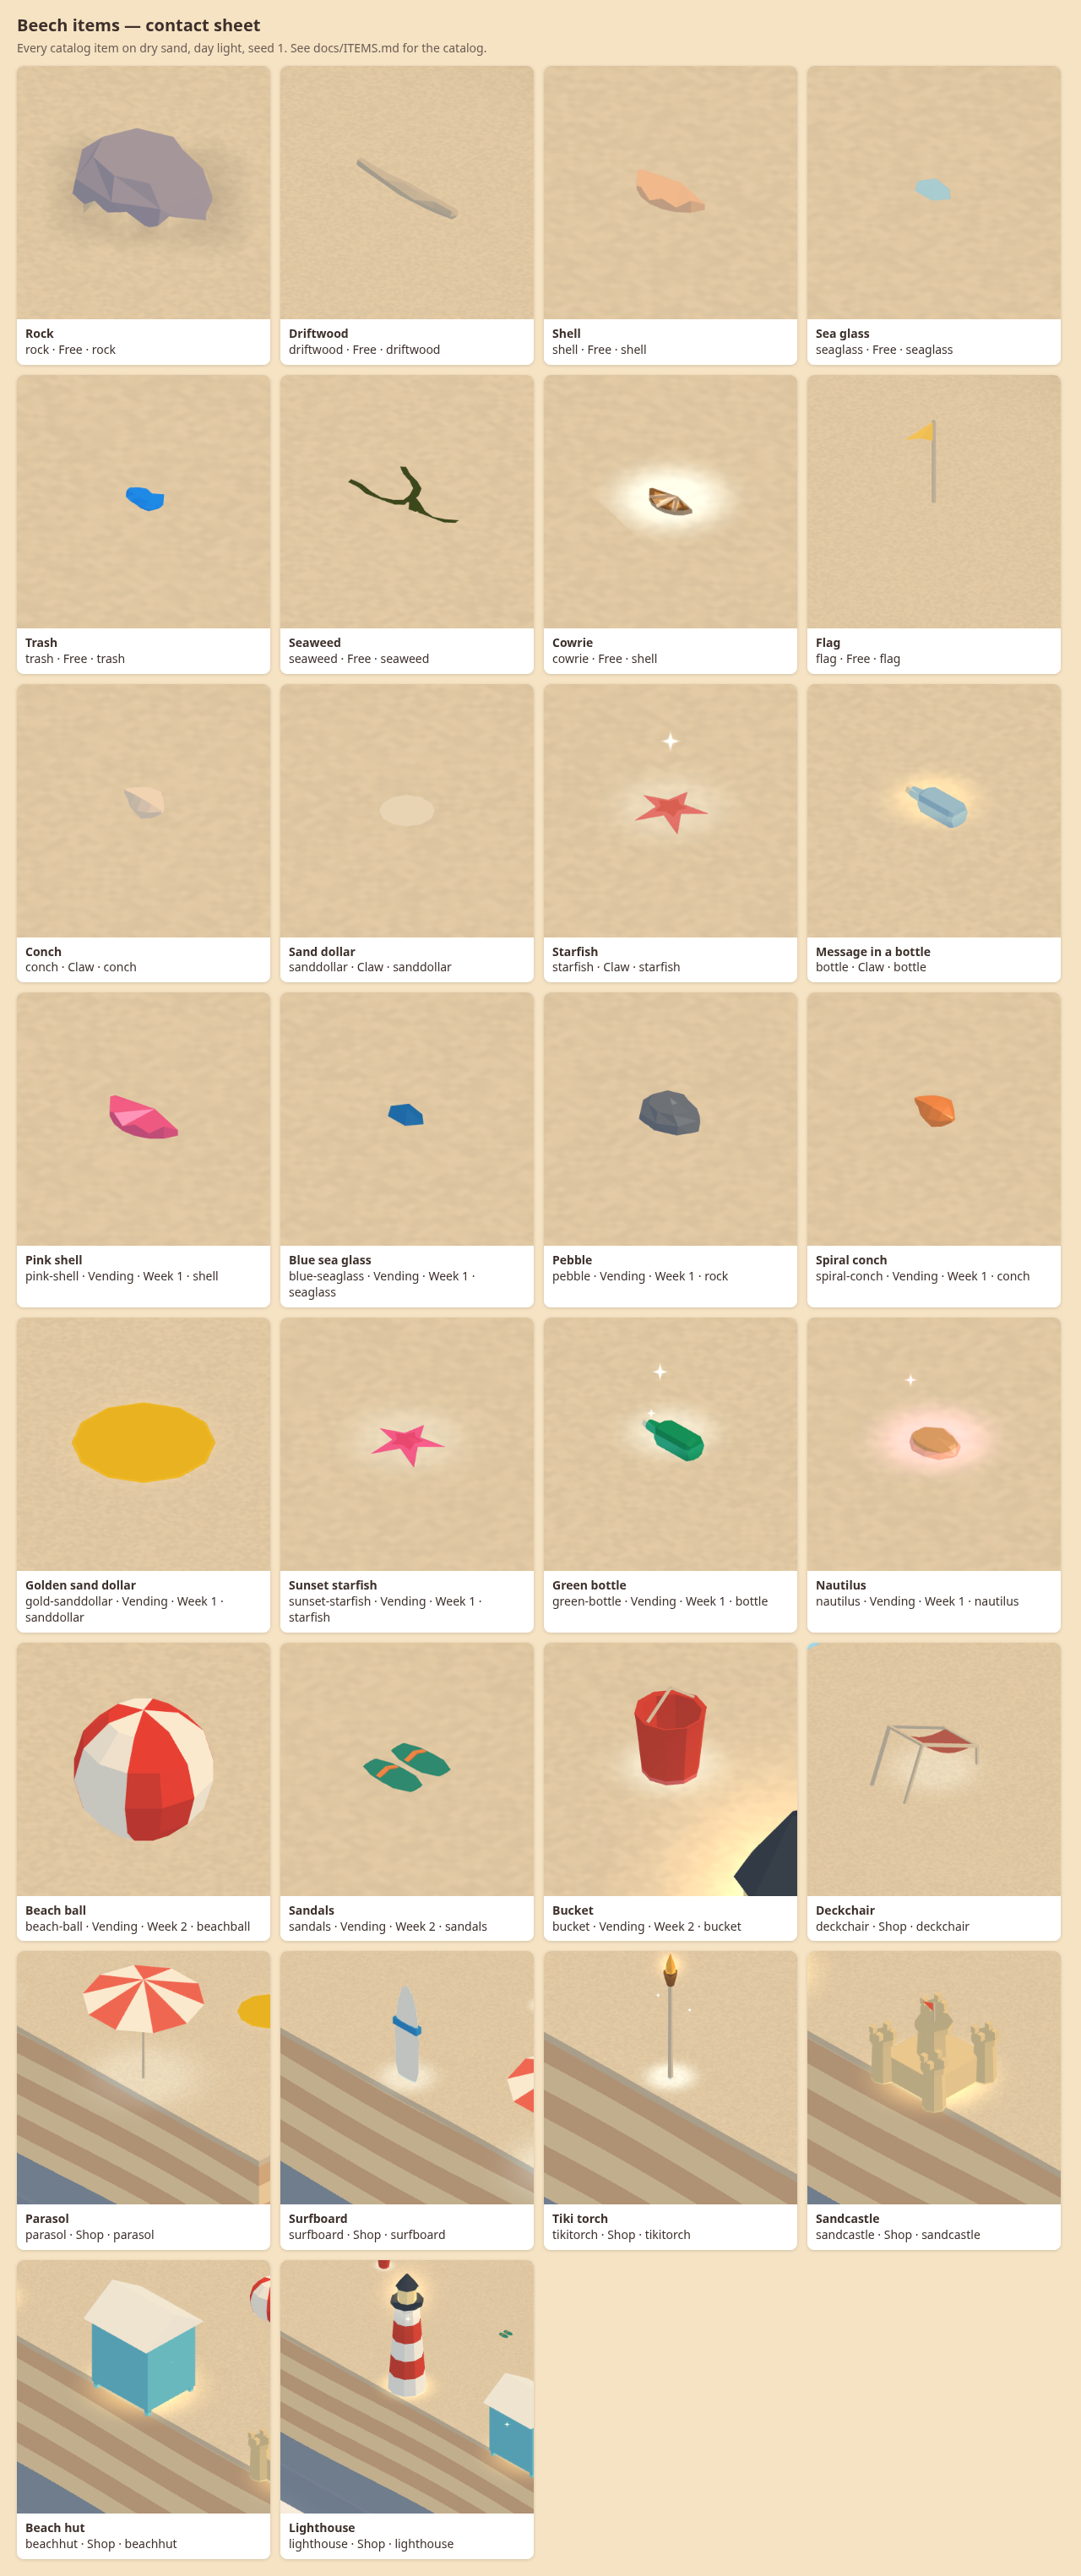 Beech items — contact sheet
Every catalog item on dry sand, day light, seed 1. See docs/ITEMS.md for the catalog.
Rock
rock · Free · rock
Driftwood
driftwood · Free · driftwood
Shell
shell · Free · shell
Sea glass
seaglass · Free · seaglass
Trash
trash · Free · trash
Seaweed
seaweed · Free · seaweed
Cowrie
cowrie · Free · shell
Flag
flag · Free · flag
Conch
conch · Claw · conch
Sand dollar
sanddollar · Claw · sanddollar
Starfish
starfish · Claw · starfish
Message in a bottle
bottle · Claw · bottle
Pink shell
pink-shell · Vending · Week 1 · shell
Blue sea glass
blue-seaglass · Vending · Week 1 ·
seaglass
Pebble
pebble · Vending · Week 1 · rock
Spiral conch
spiral-conch · Vending · Week 1 · conch
Golden sand dollar
gold-sanddollar · Vending · Week 1 ·
sanddollar
Sunset starfish
sunset-starfish · Vending · Week 1 ·
starfish
Green bottle
green-bottle · Vending · Week 1 · bottle
Nautilus
nautilus · Vending · Week 1 · nautilus
Beach ball
beach-ball · Vending · Week 2 · beachball
Sandals
sandals · Vending · Week 2 · sandals
Bucket
bucket · Vending · Week 2 · bucket
Deckchair
deckchair · Shop · deckchair
Parasol
parasol · Shop · parasol
Surfboard
surfboard · Shop · surfboard
Tiki torch
tikitorch · Shop · tikitorch
Sandcastle
sandcastle · Shop · sandcastle
Beach hut
beachhut · Shop · beachhut
Lighthouse
lighthouse · Shop · lighthouse